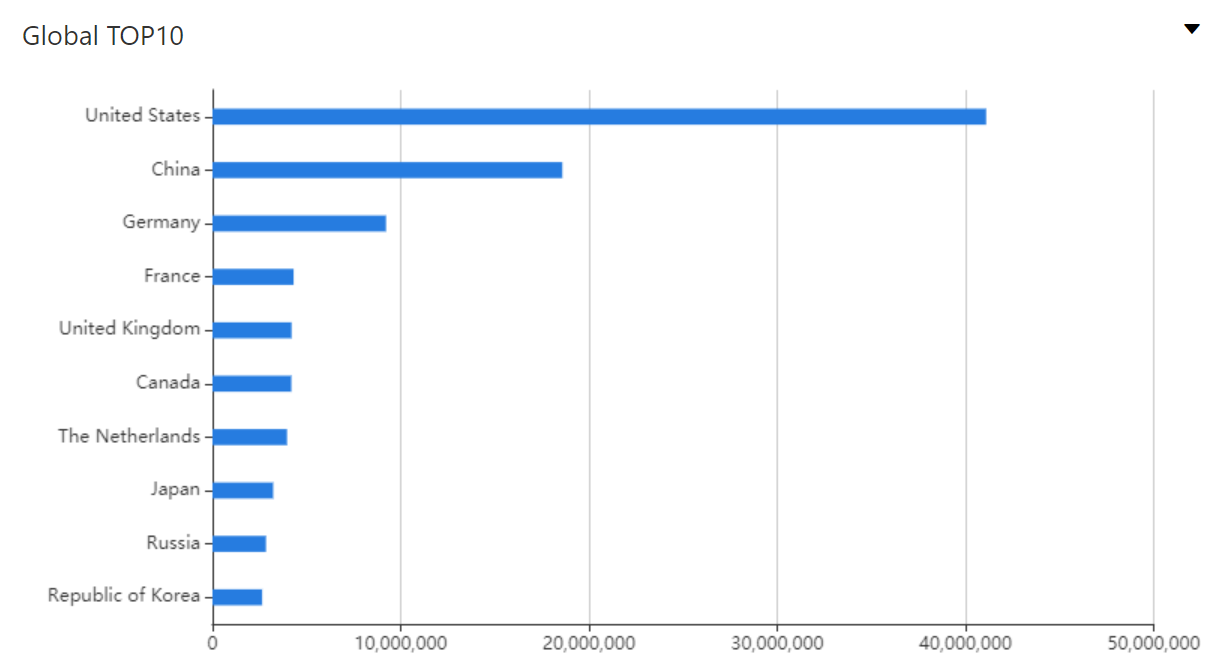 Global TOP10
United States
China
Germany
France
United Kingdom
Canada
The Netherlands
Japan
Russia
Republic of Korea
0 10,000,000 20,000,000 30,000,000 40,000,000 50,000,000